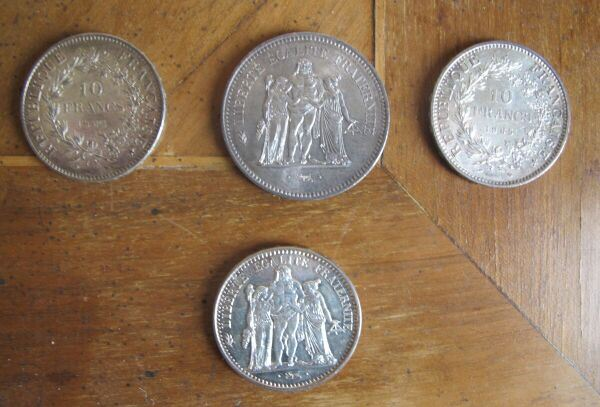 RÉPUBLIQUE FRANÇAISE
10
FRANCS
LIBERTÉ ÉGALITÉ FRATERNITÉ
RÉPUBLIQUE FRANÇAISE
10
FRANCS
LIBERTÉ ÉGALITÉ FRATERNITÉ